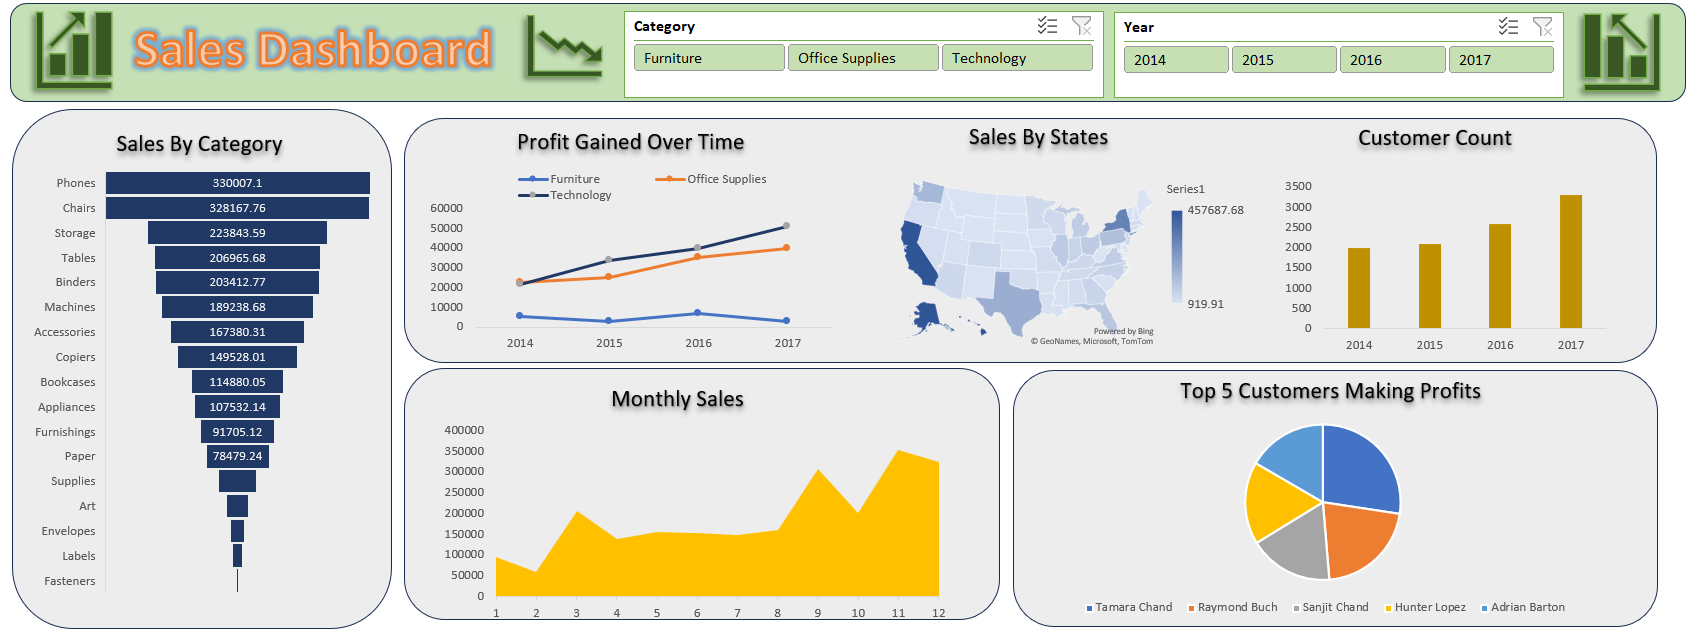 Sales Dashboard
Category
Furniture
Office Supplies
Technology
Year
2014
2015
2016
2017
Sales By Category
Phones 330007.1
Chairs 328167.76
Storage 223843.59
Tables 206965.68
Binders 203412.77
Machines 189238.68
Accessories 167380.31
Copiers 149528.01
Bookcases 114880.05
Appliances 107532.14
Furnishings 91705.12
Paper 78479.24
Supplies
Art
Envelopes
Labels
Fasteners
Profit Gained Over Time
Furniture
Office Supplies
Technology
60000
50000
40000
30000
20000
10000
0
2014 2015 2016 2017
Sales By States
Series1
457687.68
919.91
Powered by Bing
© GeoNames, Microsoft, TomTom
Customer Count
3500
3000
2500
2000
1500
1000
500
0
2014 2015 2016 2017
Monthly Sales
400000
350000
300000
250000
200000
150000
100000
50000
0
1 2 3 4 5 6 7 8 9 10 11 12
Top 5 Customers Making Profits
Tamara Chand Raymond Buch Sanjit Chand Hunter Lopez Adrian Barton